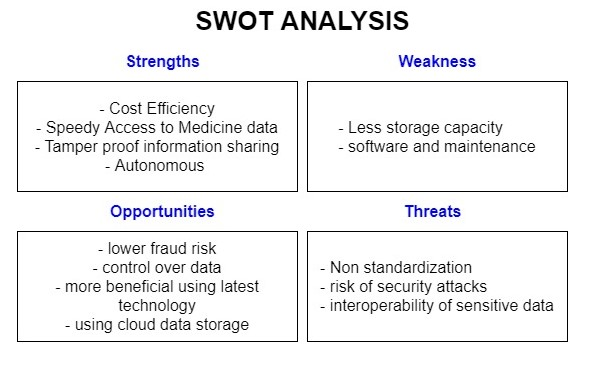 SWOT ANALYSIS
Strengths
- Cost Efficiency
- Speedy Access to Medicine data
- Tamper proof information sharing
- Autonomous
Weakness
- Less storage capacity
- software and maintenance
Opportunities
- lower fraud risk
- control over data
- more beneficial using latest
technology
- using cloud data storage
Threats
- Non standardization
- risk of security attacks
- interoperability of sensitive data